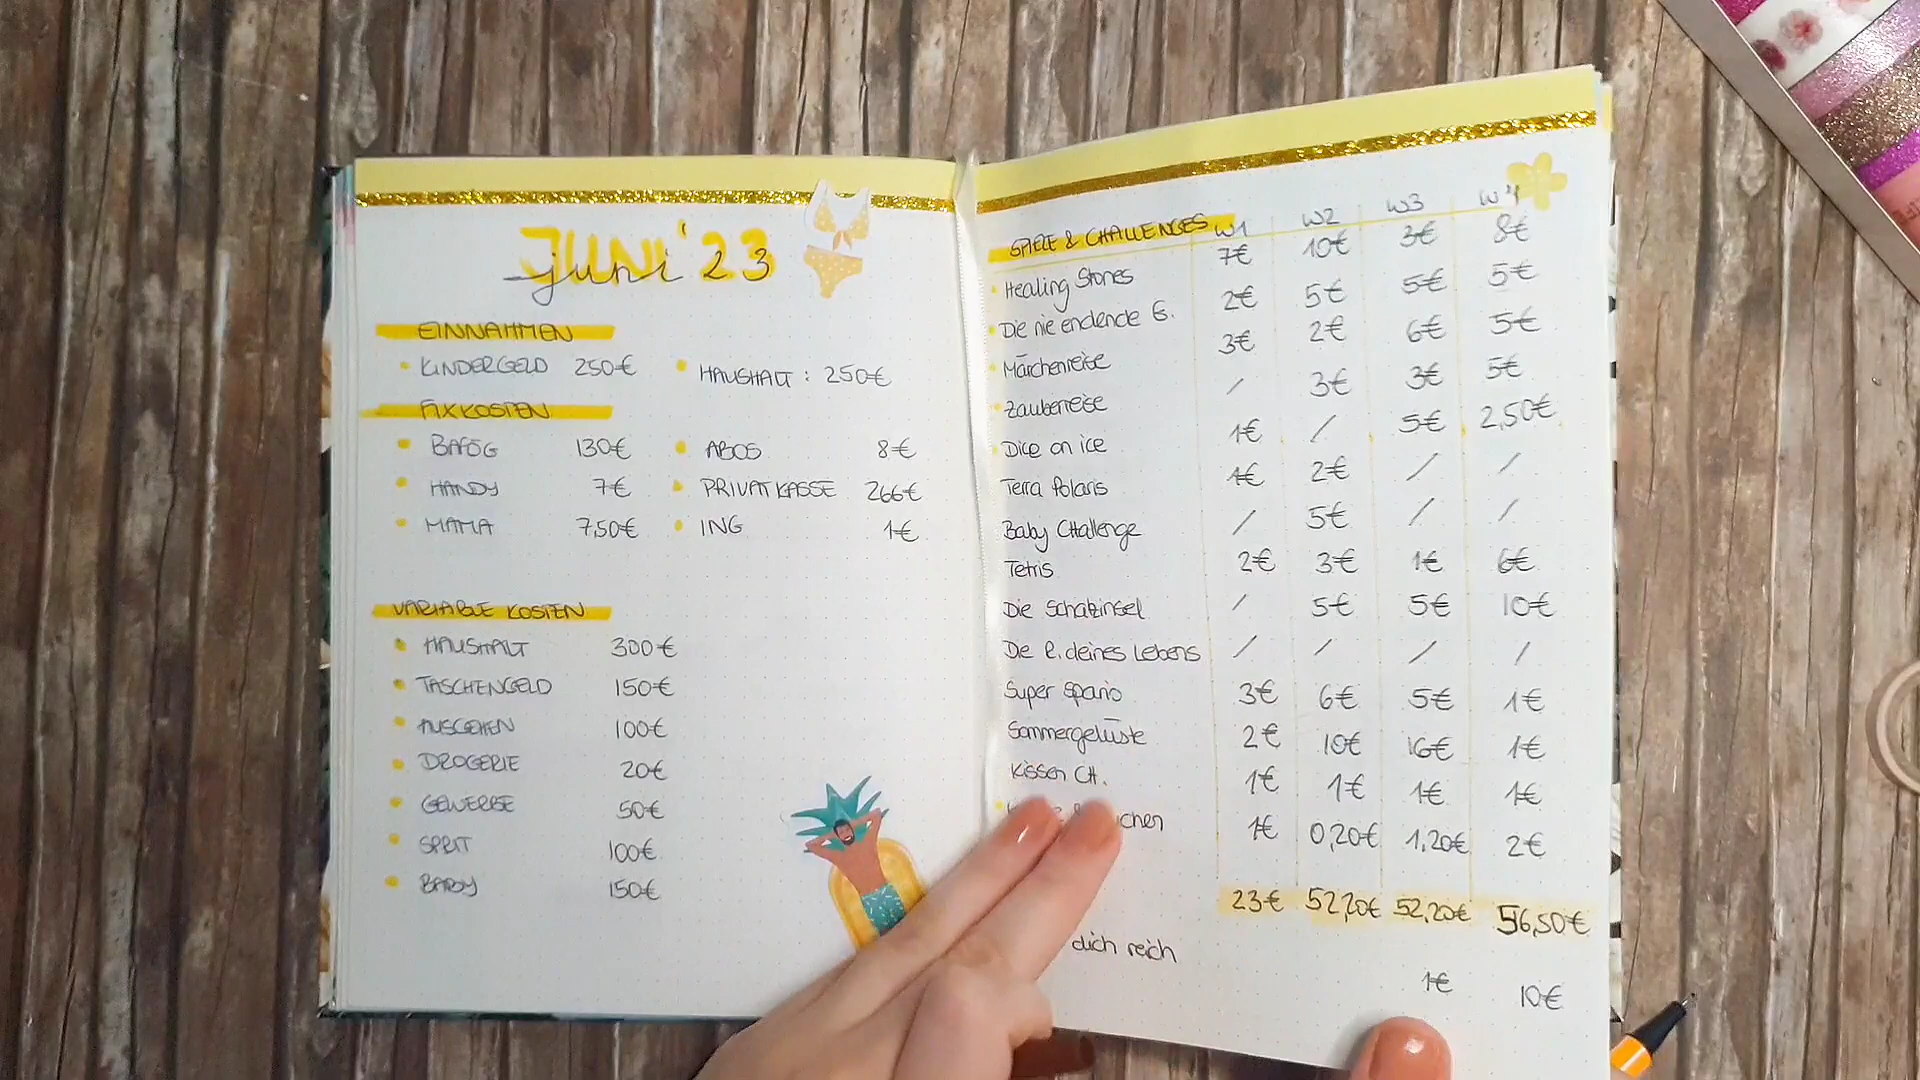 JUNI '23
juni '23
EINNAHMEN
KINDERGELD 250€
HAUSHALT : 250€
FIXKOSTEN
BAFÖG 130€
ABOS 8€
HANDY 7€
PRIVATKASSE 266€
MAMA 7,50€
ING 1€
VARIABLE KOSTEN
HAUSHALT 300€
TASCHENGELD 150€
AUSGEHEN 100€
DROGERIE 20€
GEWERBE 50€
SPRIT 100€
BABY 150€
SPIELE & CHALLENGES W1 W2 W3 W4
Healing Stones 7€ 10€ 3€ 8€
Die nie endende G. 2€ 5€ 5€ 5€
Märchenreise 3€ 2€ 6€ 5€
Zauberreise / 3€ 3€ 5€
Dice on ice 1€ / 5€ 2,50€
Terra Polaris 1€ 2€ / /
Baby Challenge / 5€ / /
Tetris 2€ 3€ 1€ 6€
Die Schatzinsel / 5€ 5€ 10€
Die R. deines Lebens / / / /
Super Spario 3€ 6€ 5€ 1€
Sommergelüste 2€ 10€ 16€ 1€
Kissen CH. 1€ 1€ 1€ 1€
1€ 0,20€ 1,20€ 2€
23€ 52,20€ 52,20€ 56,50€
dich reich 1€ 10€